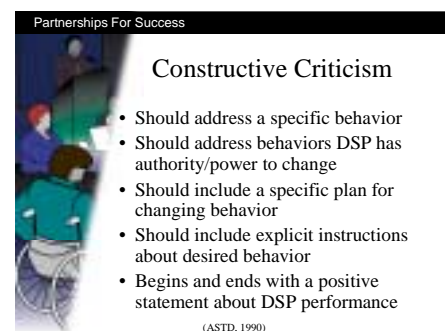 Partnerships For Success
Constructive Criticism
• Should address a specific behavior
• Should address behaviors DSP has
authority/power to change
• Should include a specific plan for
changing behavior
• Should include explicit instructions
about desired behavior
• Begins and ends with a positive
statement about DSP performance
(ASTD, 1990)